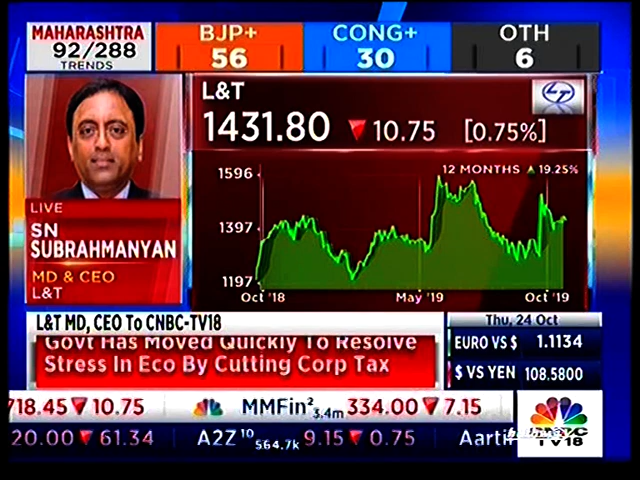 MAHARASHTRA
92/288
TRENDS
BJP+
56
CONG+
30
OTH
6
L&T
1431.80 ▼ 10.75 [0.75%]
12 MONTHS ▲ 19.25%
1596
1397
1197
Oct '18 May '19 Oct '19
LIVE
SN
SUBRAHMANYAN
MD & CEO
L&T
L&T MD, CEO To CNBC-TV18
Govt Has Moved Quickly To Resolve
Stress In Eco By Cutting Corp Tax
Thu, 24 Oct
EURO VS $ 1.1134
$ VS YEN 108.5800
718.45 ▼ 10.75 MMFin² 3.4m 334.00 ▼ 7.15
20.00 ▼ 61.34 A2Z 10 564.7k 9.15 ▼ 0.75 Aarti
CNBC
TV18